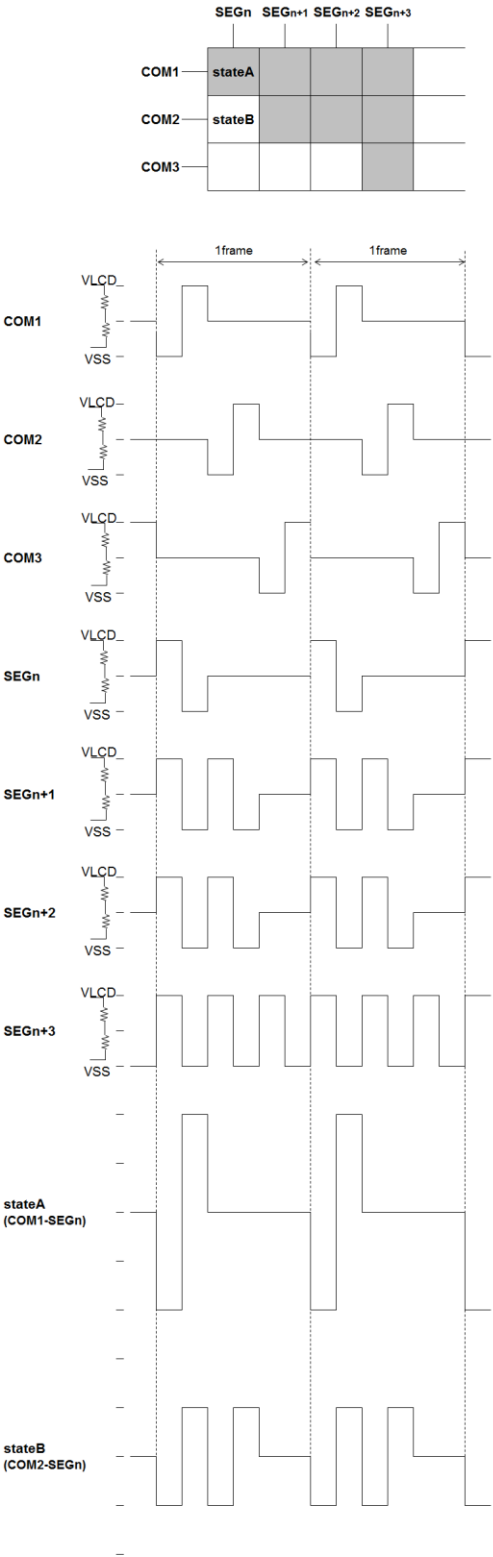 SEGn SEGn+1 SEGn+2 SEGn+3
COM1 stateA
COM2 stateB
COM3
1frame 1frame
VLCD
COM1
VSS
VLCD
COM2
VSS
VLCD
COM3
VSS
VLCD
SEGn
VSS
VLCD
SEGn+1
VSS
VLCD
SEGn+2
VSS
VLCD
SEGn+3
VSS
stateA
(COM1-SEGn)
stateB
(COM2-SEGn)